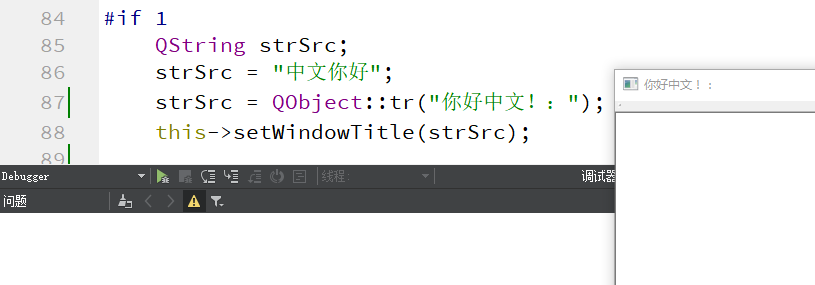 84 #if 1
85 QString strSrc;
86 strSrc = "中文你好";
87 strSrc = QObject::tr("你好中文!：");
88 this->setWindowTitle(strSrc);
89
你好中文!：
Debugger
线程:
调试器
问题